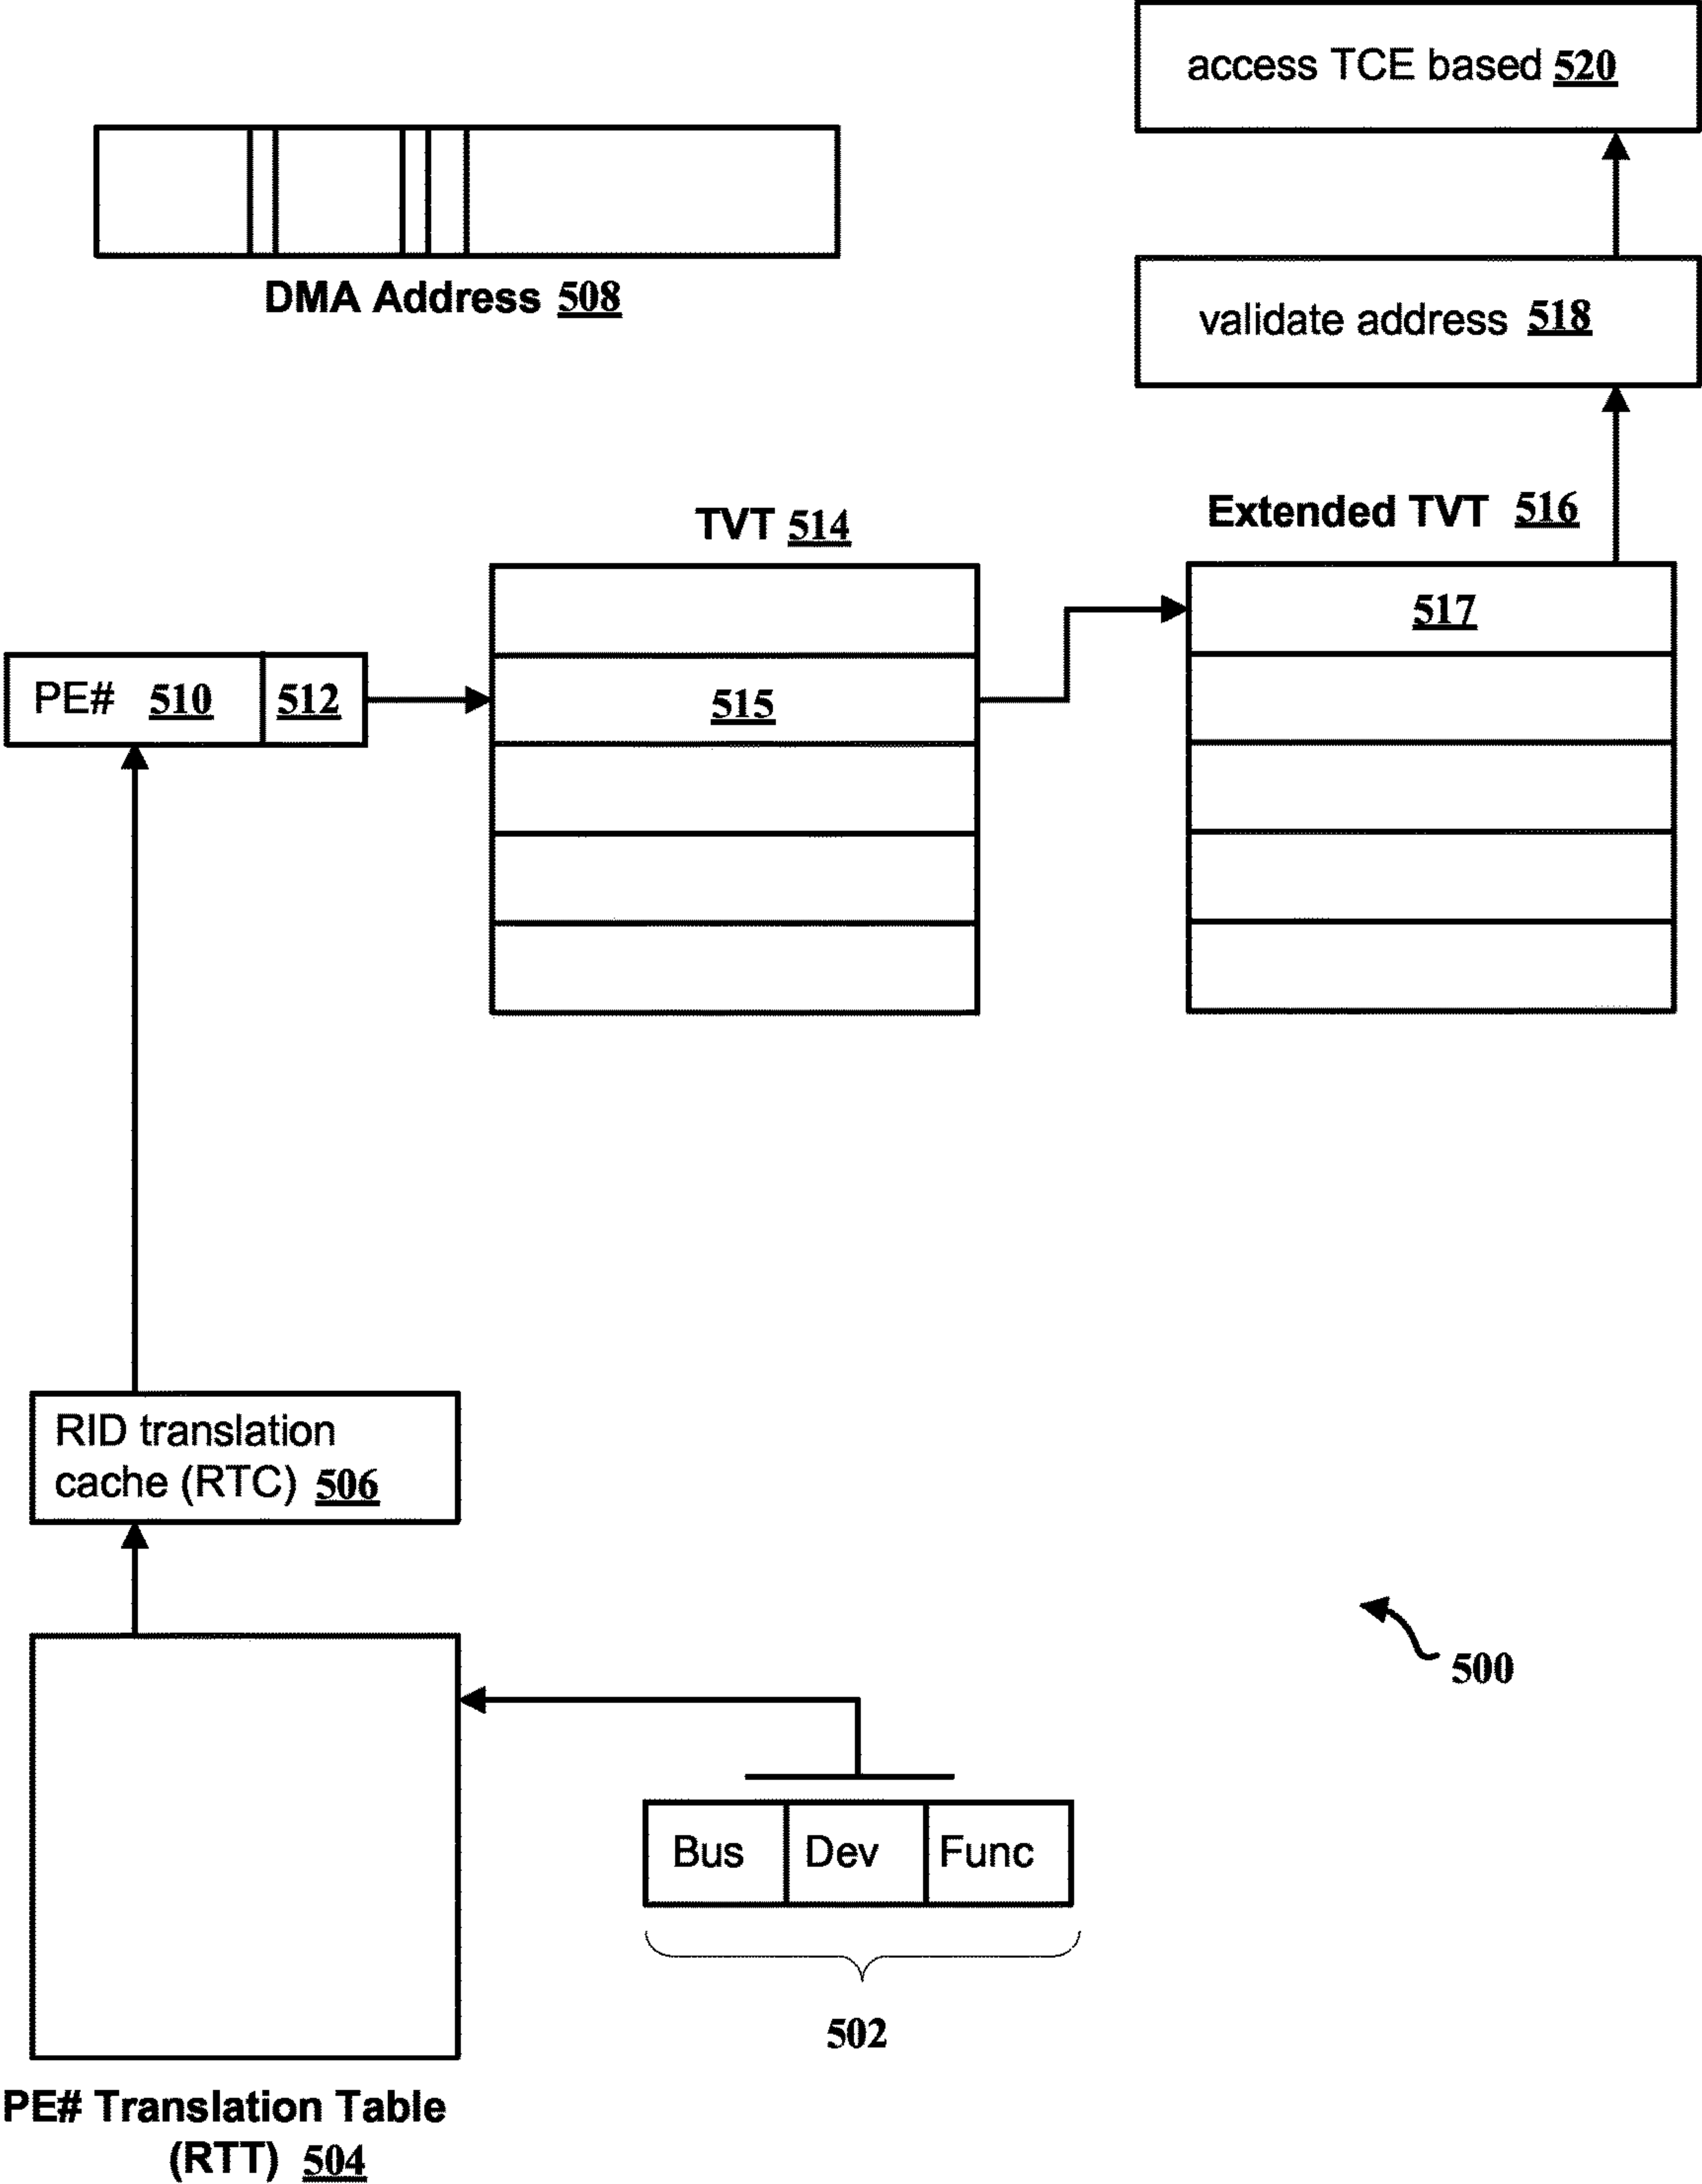 access TCE based 520
DMA Address 508
validate address 518
TVT 514
Extended TVT 516
517
PE# 510 512
515
RID translation
cache (RTC) 506
500
Bus Dev Func
502
PE# Translation Table
(RTT) 504